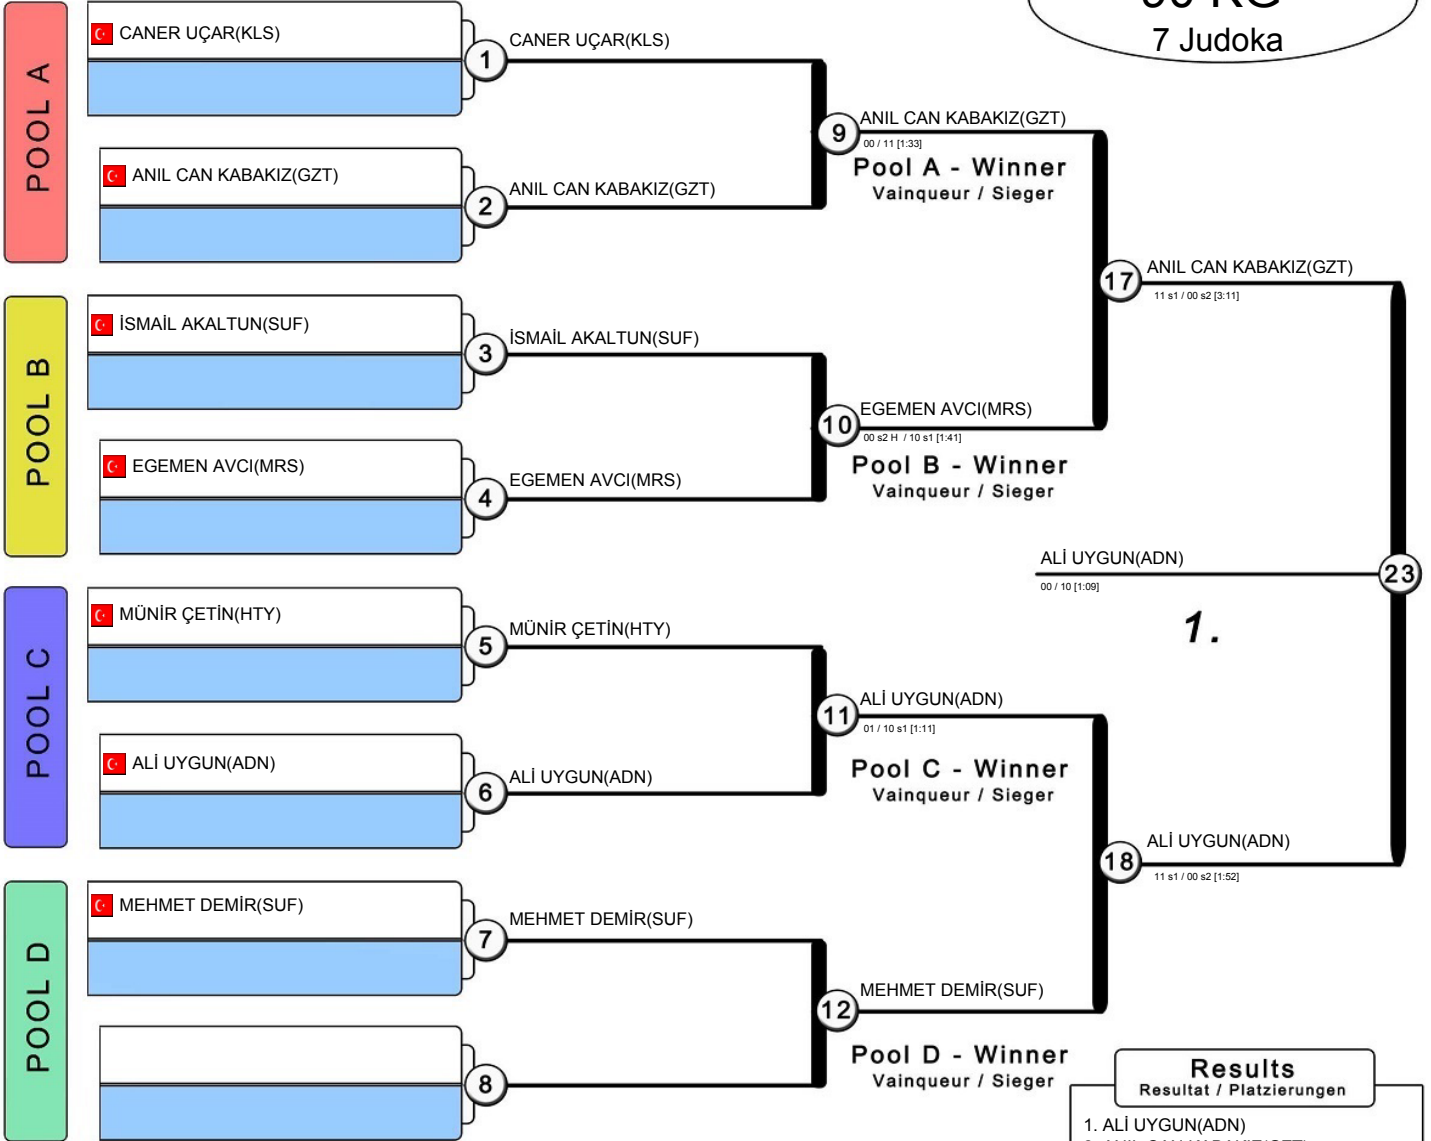 7 Judoka
POOL A
CANER UÇAR(KLS)
1
CANER UÇAR(KLS)
ANIL CAN KABAKIZ(GZT)
2
ANIL CAN KABAKIZ(GZT)
9
ANIL CAN KABAKIZ(GZT)
00 / 11 [1:33]
Pool A - Winner
Vainqueur / Sieger
POOL B
İSMAİL AKALTUN(SUF)
3
İSMAİL AKALTUN(SUF)
EGEMEN AVCI(MRS)
4
EGEMEN AVCI(MRS)
10
EGEMEN AVCI(MRS)
00 s2 H / 10 s1 [1:41]
Pool B - Winner
Vainqueur / Sieger
17
ANIL CAN KABAKIZ(GZT)
11 s1 / 00 s2 [3:11]
POOL C
MÜNİR ÇETİN(HTY)
5
MÜNİR ÇETİN(HTY)
ALİ UYGUN(ADN)
6
ALİ UYGUN(ADN)
11
ALİ UYGUN(ADN)
01 / 10 s1 [1:11]
Pool C - Winner
Vainqueur / Sieger
POOL D
MEHMET DEMİR(SUF)
7
MEHMET DEMİR(SUF)
8
12
MEHMET DEMİR(SUF)
Pool D - Winner
Vainqueur / Sieger
18
ALİ UYGUN(ADN)
11 s1 / 00 s2 [1:52]
ALİ UYGUN(ADN)
23
00 / 10 [1:09]
1.
Results
Resultat / Platzierungen
1. ALİ UYGUN(ADN)